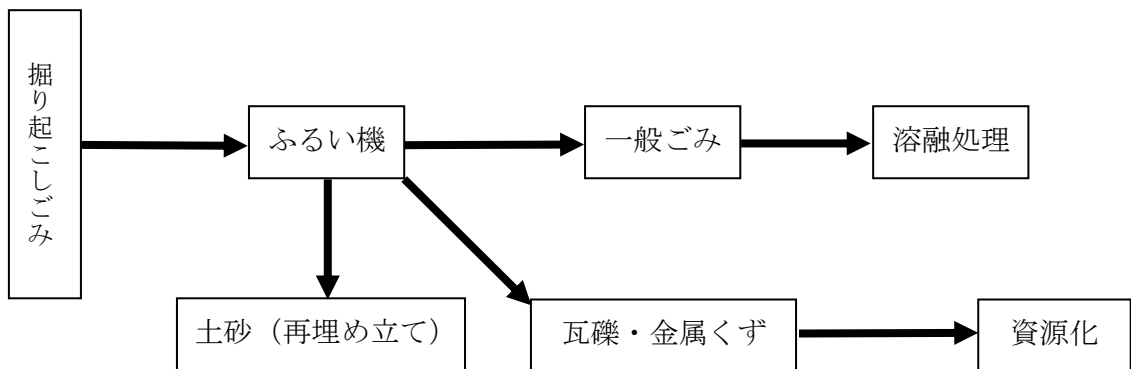 掘り起こしごみ
ふるい機
一般ごみ
溶融処理
土砂（再埋め立て）
瓦礫・金属くず
資源化